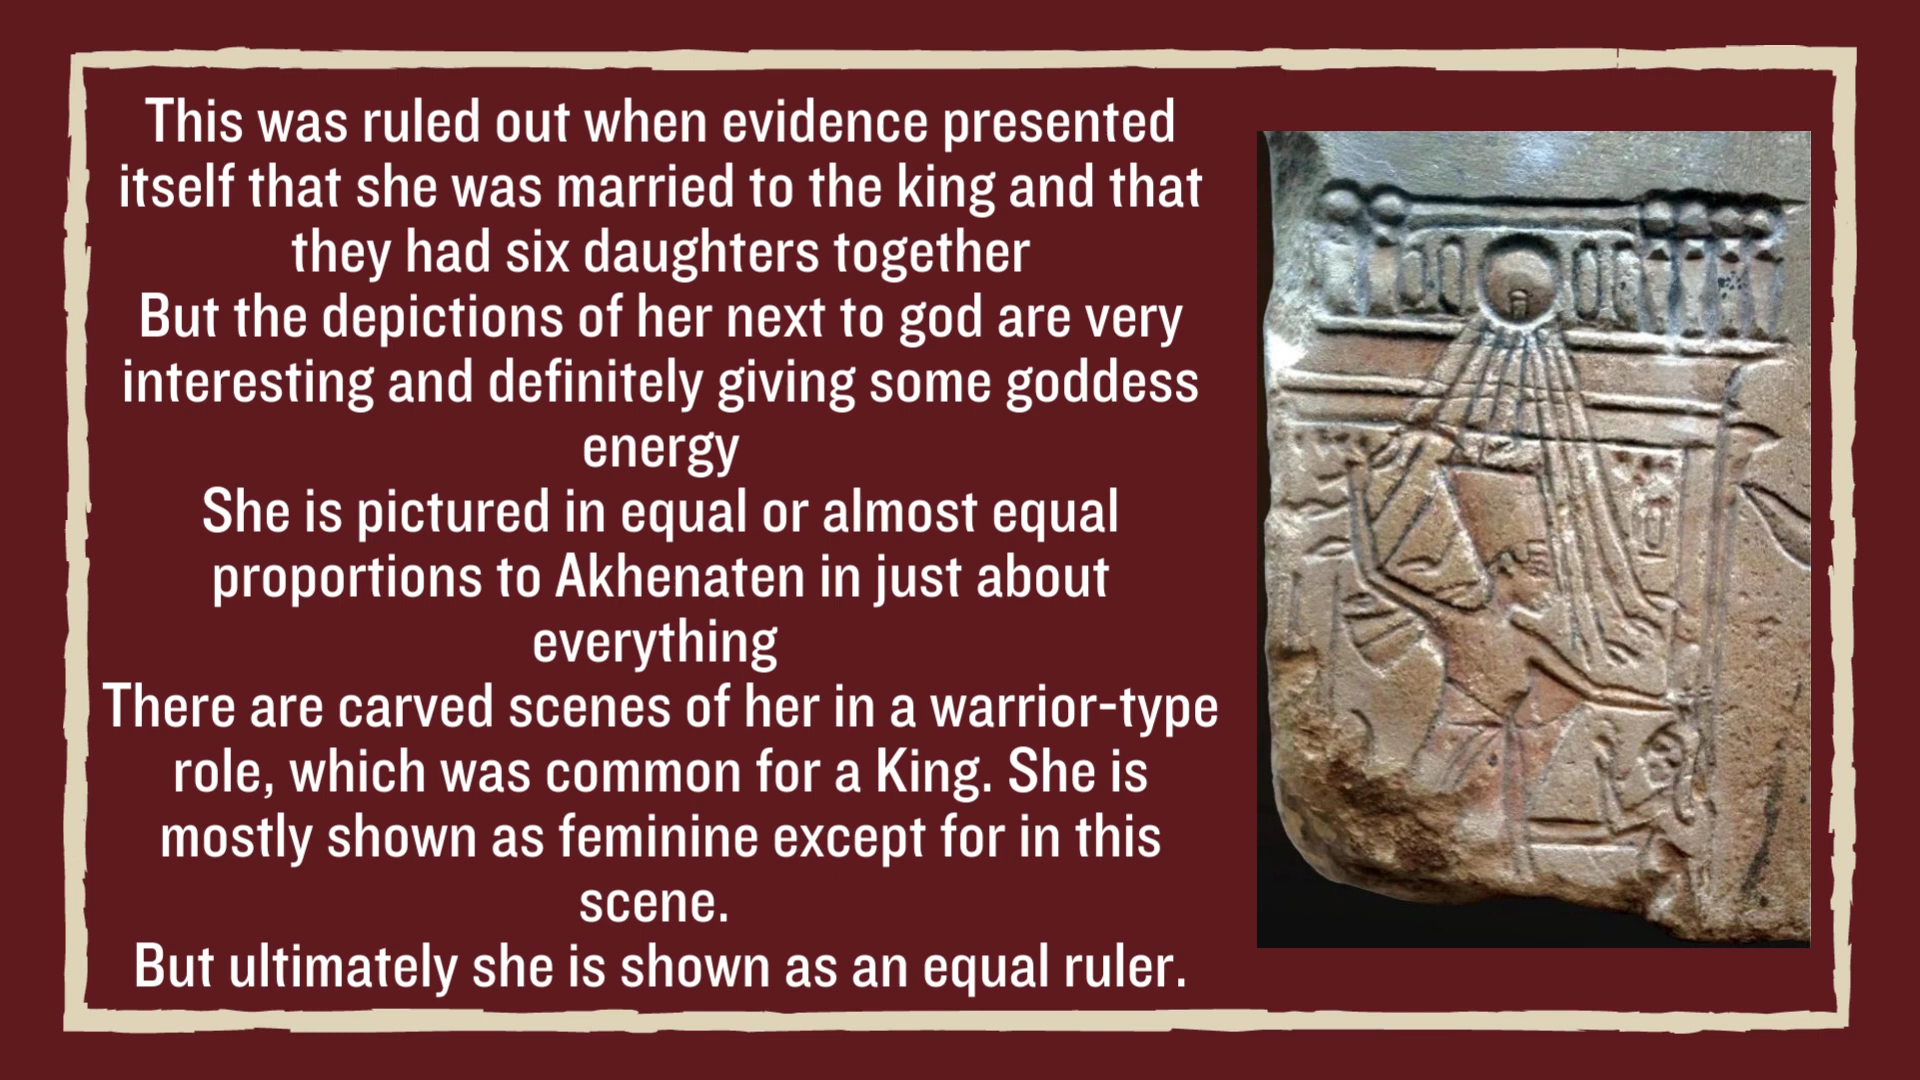 This was ruled out when evidence presented
itself that she was married to the king and that
they had six daughters together
But the depictions of her next to god are very
interesting and definitely giving some goddess
energy
She is pictured in equal or almost equal
proportions to Akhenaten in just about
everything
There are carved scenes of her in a warrior-type
role, which was common for a King. She is
mostly shown as feminine except for in this
scene.
But ultimately she is shown as an equal ruler.